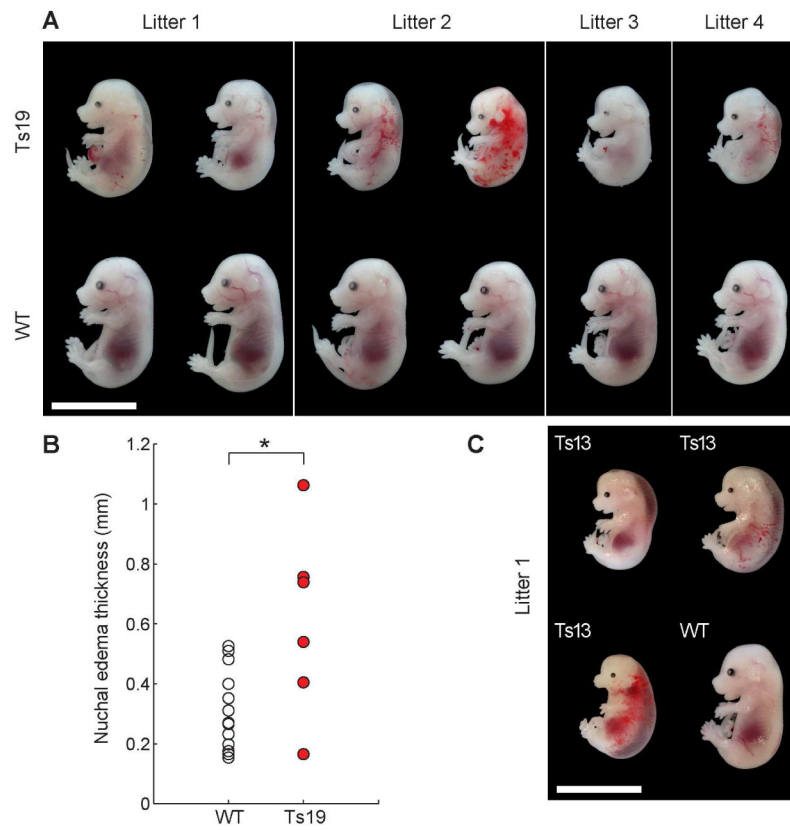 A
Litter 1
Litter 2
Litter 3
Litter 4
Ts19
WT
B
Nuchal edema thickness (mm)
1.2
1
0.8
0.6
0.4
0.2
0
*
WT
Ts19
C
Litter 1
Ts13
Ts13
Ts13
WT